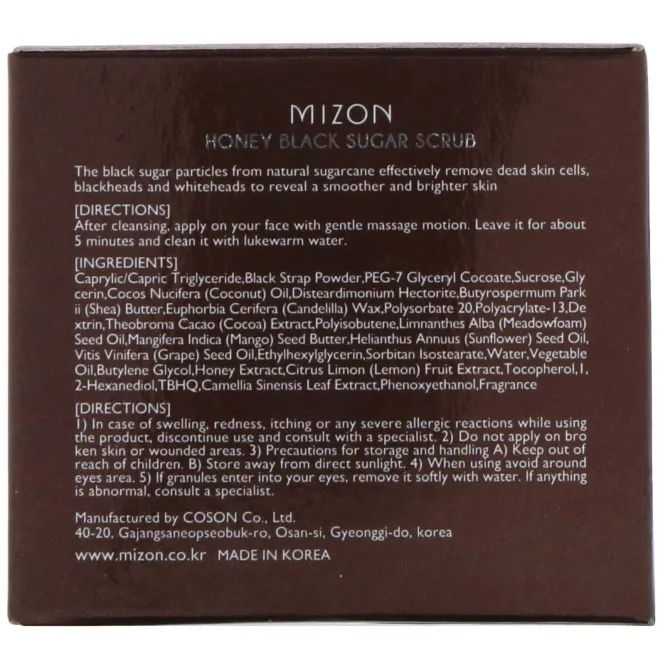 MIZON
HONEY BLACK SUGAR SCRUB
The black sugar particles from natural sugarcane effectively remove dead skin cells,
blackheads and whiteheads to reveal a smoother and brighter skin
[DIRECTIONS]
After cleansing, apply on your face with gentle massage motion. Leave it for about
5 minutes and clean it with lukewarm water.
[INGREDIENTS]
Caprylic/Capric Triglyceride,Black Strap Powder,PEG-7 Glyceryl Cocoate,Sucrose,Gly
cerin,Cocos Nucifera (Coconut) Oil,Disteardimonium Hectorite,Butyrospermum Park
ii (Shea) Butter,Euphorbia Cerifera (Candelilla) Wax,Polysorbate 20,Polyacrylate-13,De
xtrin,Theobroma Cacao (Cocoa) Extract,Polyisobutene,Limnanthes Alba (Meadowfoam)
Seed Oil,Mangifera Indica (Mango) Seed Butter,Helianthus Annuus (Sunflower) Seed Oil,
Vitis Vinifera (Grape) Seed Oil,Ethylhexylglycerin,Sorbitan Isostearate,Water,Vegetable
Oil,Butylene Glycol,Honey Extract,Citrus Limon (Lemon) Fruit Extract,Tocopherol,1,
2-Hexanediol,TBHQ,Camellia Sinensis Leaf Extract,Phenoxyethanol,Fragrance
[DIRECTIONS]
1) In case of swelling, redness, itching or any severe allergic reactions while using
the product, discontinue use and consult with a specialist. 2) Do not apply on bro
ken skin or wounded areas. 3) Precautions for storage and handling A) Keep out of
reach of children. B) Store away from direct sunlight. 4) When using avoid around
eyes area. 5) If granules enter into your eyes, remove it softly with water. If anything
is abnormal, consult a specialist.
Manufactured by COSON Co., Ltd.
40-20, Gajangsaneopseobuk-ro, Osan-si, Gyeonggi-do, korea
www.mizon.co.kr MADE IN KOREA